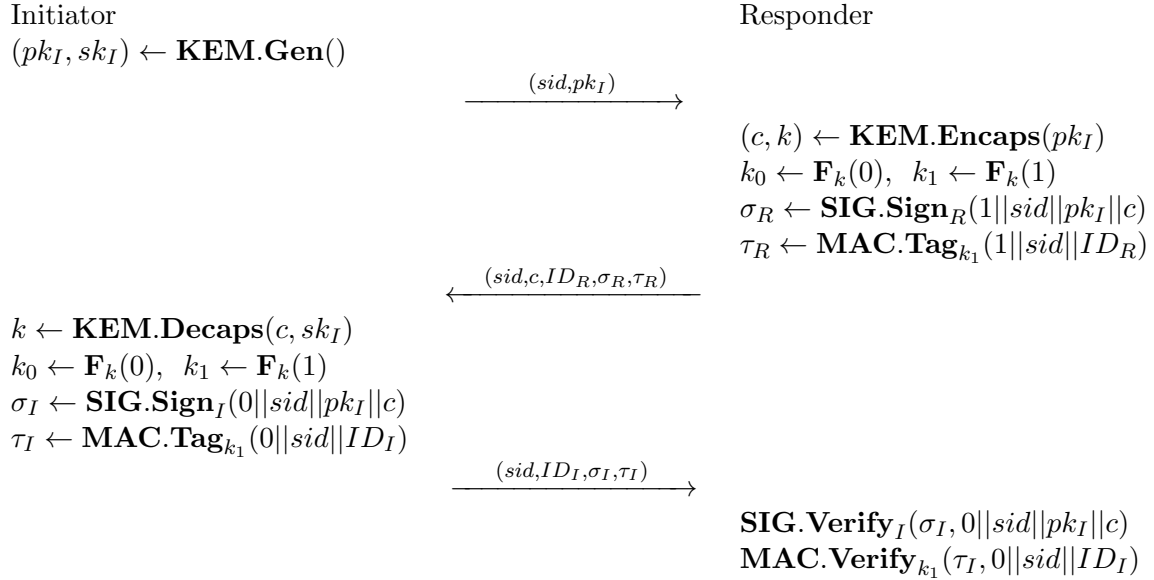 Initiator Responder
(pk_I, sk_I) ← KEM.Gen()
(sid,pk_I)
(c, k) ← KEM.Encaps(pk_I)
k_0 ← F_k(0), k_1 ← F_k(1)
σ_R ← SIG.Sign_R(1||sid||pk_I||c)
τ_R ← MAC.Tag_{k_1}(1||sid||ID_R)
(sid,c,ID_R,σ_R,τ_R)
k ← KEM.Decaps(c, sk_I)
k_0 ← F_k(0), k_1 ← F_k(1)
σ_I ← SIG.Sign_I(0||sid||pk_I||c)
τ_I ← MAC.Tag_{k_1}(0||sid||ID_I)
(sid,ID_I,σ_I,τ_I)
SIG.Verify_I(σ_I, 0||sid||pk_I||c)
MAC.Verify_{k_1}(τ_I, 0||sid||ID_I)